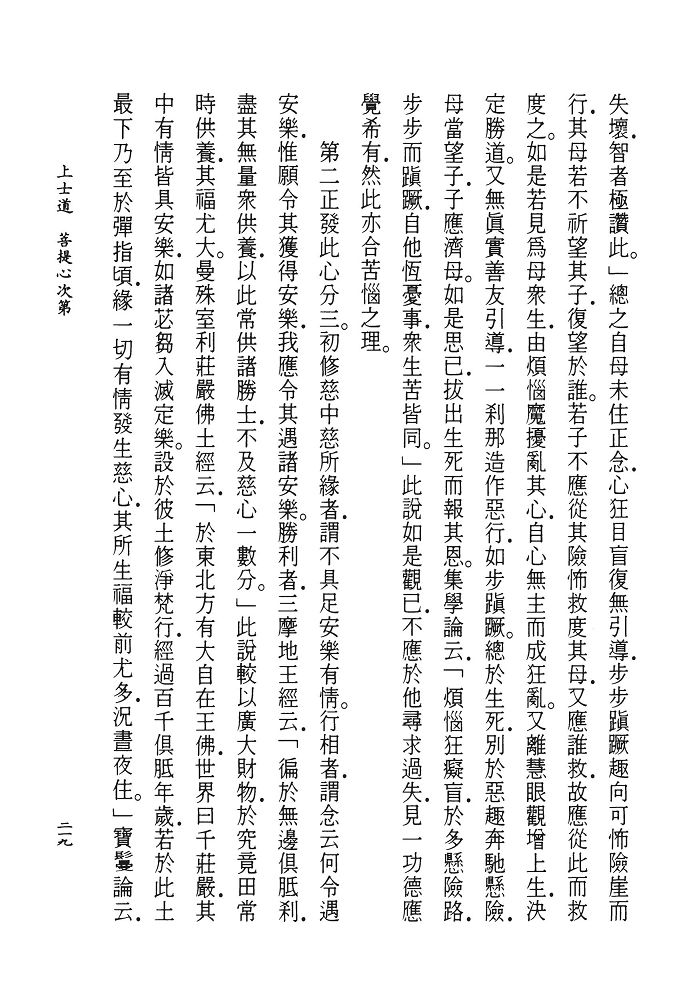 失壞．智者極讚此。」總之自母未住正念．心狂目盲復無引導．步步蹎蹶趣向可怖險崖而
行．其母若不祈望其子．復望於誰。若子不應從其險怖救度其母．又應誰救．故應從此而救
度之。如是若見爲母衆生．由煩惱魔擾亂其心．自心無主而成狂亂。又離慧眼觀增上生．決
定勝道。又無眞實善友引導．一一刹那造作惡行．如步蹎蹶。總於生死．別於惡趣奔馳懸險．
母當望子．子應濟母。如是思已．拔出生死而報其恩。集學論云．「煩惱狂癡盲．於多懸險路．
步步而蹎蹶．自他恆憂事．衆生苦皆同。」此說如是觀已．不應於他尋求過失．見一功德應
覺希有．然此亦合苦惱之理。
第二正發此心分三。初修慈中慈所緣者．謂不具足安樂有情。行相者．謂念云何令遇
安樂．惟願令其獲得安樂．我應令其遇諸安樂。勝利者．三摩地王經云．「徧於無邊俱胝刹．
盡其無量衆供養．以此常供諸勝士．不及慈心一數分。」此說較以廣大財物．於究竟田常
時供養．其福尤大。曼殊室利莊嚴佛土經云．「於東北方有大自在王佛．世界曰千莊嚴．其
中有情皆具安樂．如諸苾芻入滅定樂。設於彼土修淨梵行．經過百千俱胝年歲．若於此土
最下乃至於彈指頃．緣一切有情發生慈心．其所生福較前尤多．況晝夜住。」寶鬘論云．
上士道　菩提心次第
二一九